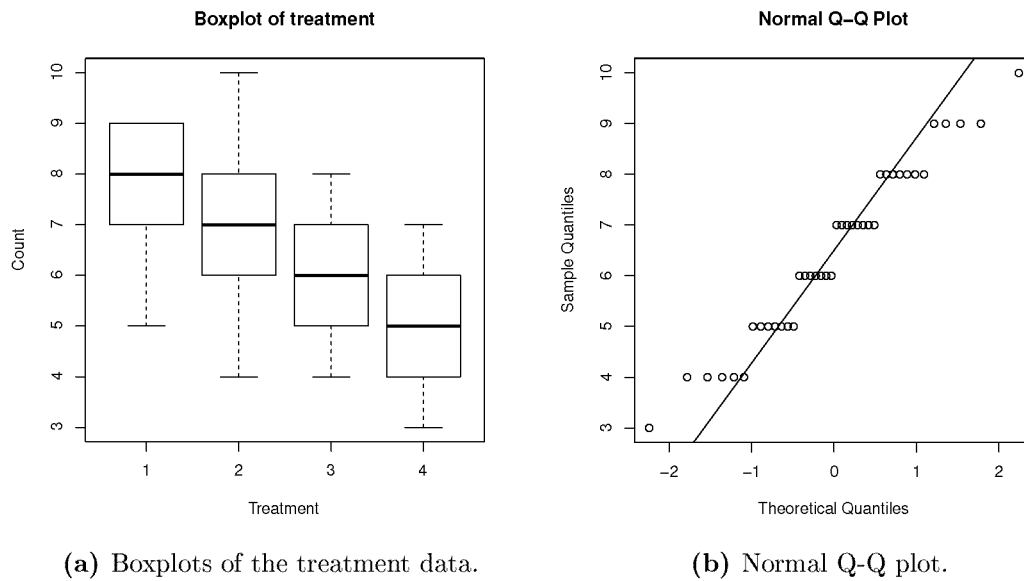 Boxplot of treatment
Count
10
9
8
7
6
5
4
3
1 2 3 4
Treatment
(a) Boxplots of the treatment data.
Normal Q−Q Plot
Sample Quantiles
10
9
8
7
6
5
4
3
−2 −1 0 1 2
Theoretical Quantiles
(b) Normal Q-Q plot.